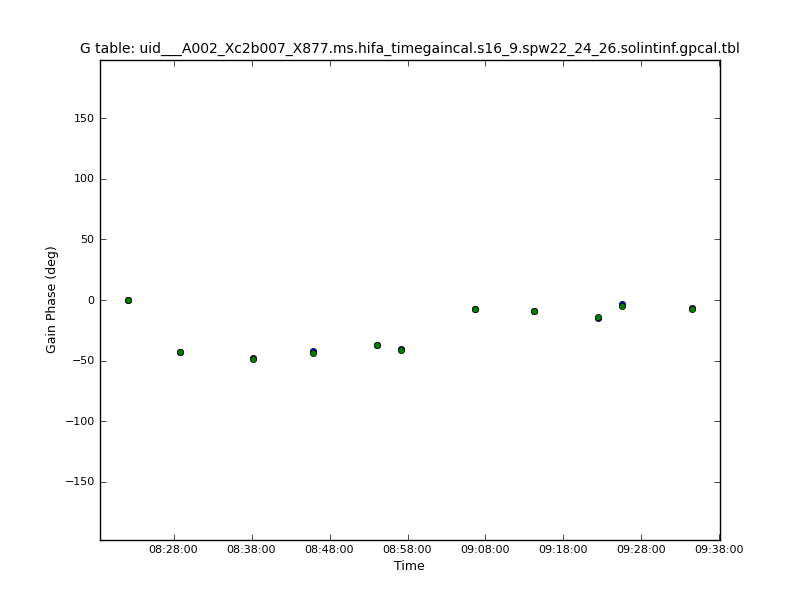 G table: uid___A002_Xc2b007_X877.ms.hifa_timegaincal.s16_9.spw22_24_26.solintinf.gpcal.tbl
150
100
50
0
−50
−100
−150
Gain Phase (deg)
08:28:00 08:38:00 08:48:00 08:58:00 09:08:00 09:18:00 09:28:00 09:38:00
Time